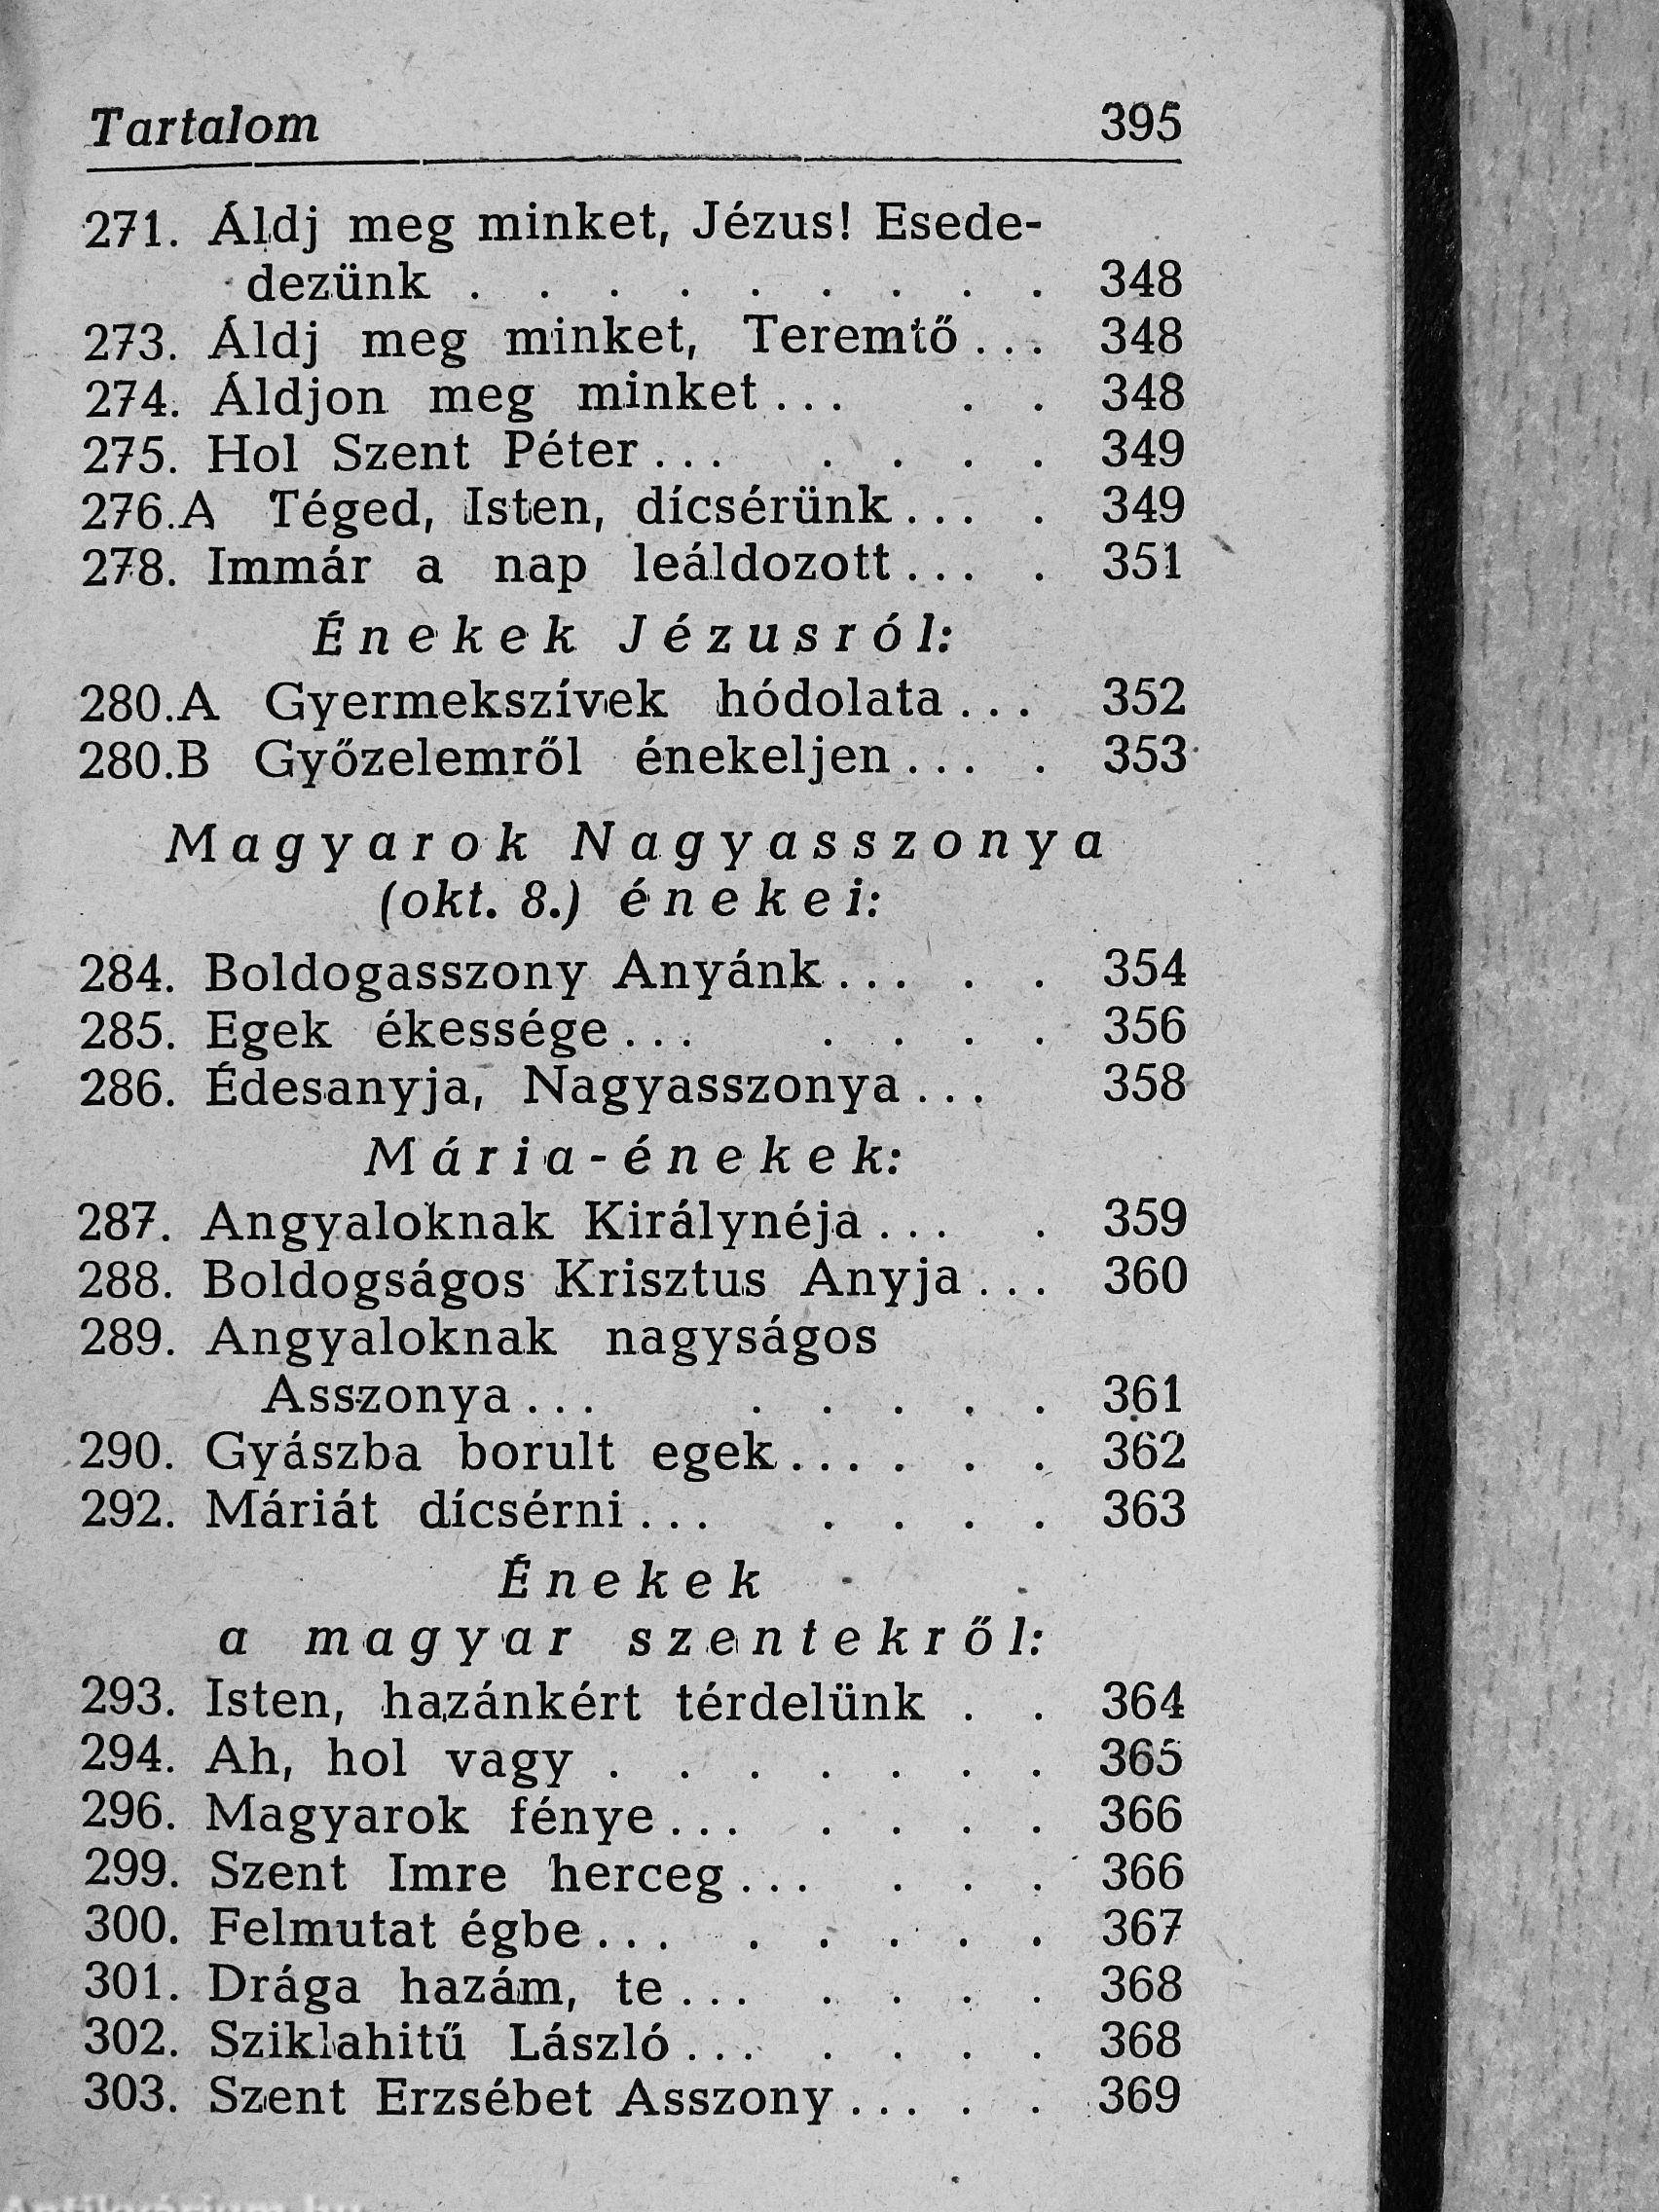 Tartalom 395
271. Áldj meg minket, Jézus! Esede-
dezünk . . . . . . . . . 348
273. Áldj meg minket, Teremtő... 348
274. Áldjon meg minket... . . 348
275. Hol Szent Péter... . . . . 349
276.A Téged, Isten, dícsérünk... . 349
278. Immár a nap leáldozott... . 351
Énekek Jézusról:
280.A Gyermekszívek hódolata... 352
280.B Győzelemről énekeljen... . 353
Magyarok Nagyasszonya
(okt. 8.) énekei:
284. Boldogasszony Anyánk... . . 354
285. Egek ékessége... . . . . 356
286. Édesanyja, Nagyasszonya... 358
Mária-énekek:
287. Angyaloknak Királynéja... . 359
288. Boldogságos Krisztus Anyja... 360
289. Angyaloknak nagyságos
Asszonya... . . . . . 361
290. Gyászba borult egek... . . . 362
292. Máriát dícsérni... . . . . 363
Énekek
a magyar szentekről:
293. Isten, hazánkért térdelünk . . 364
294. Ah, hol vagy . . . . . . . 365
296. Magyarok fénye... . . . . 366
299. Szent Imre herceg... . . . 366
300. Felmutat égbe... . . . . . 367
301. Drága hazám, te... . . . . 368
302. Sziklahitű László... . . . . 368
303. Szent Erzsébet Asszony... . . 369